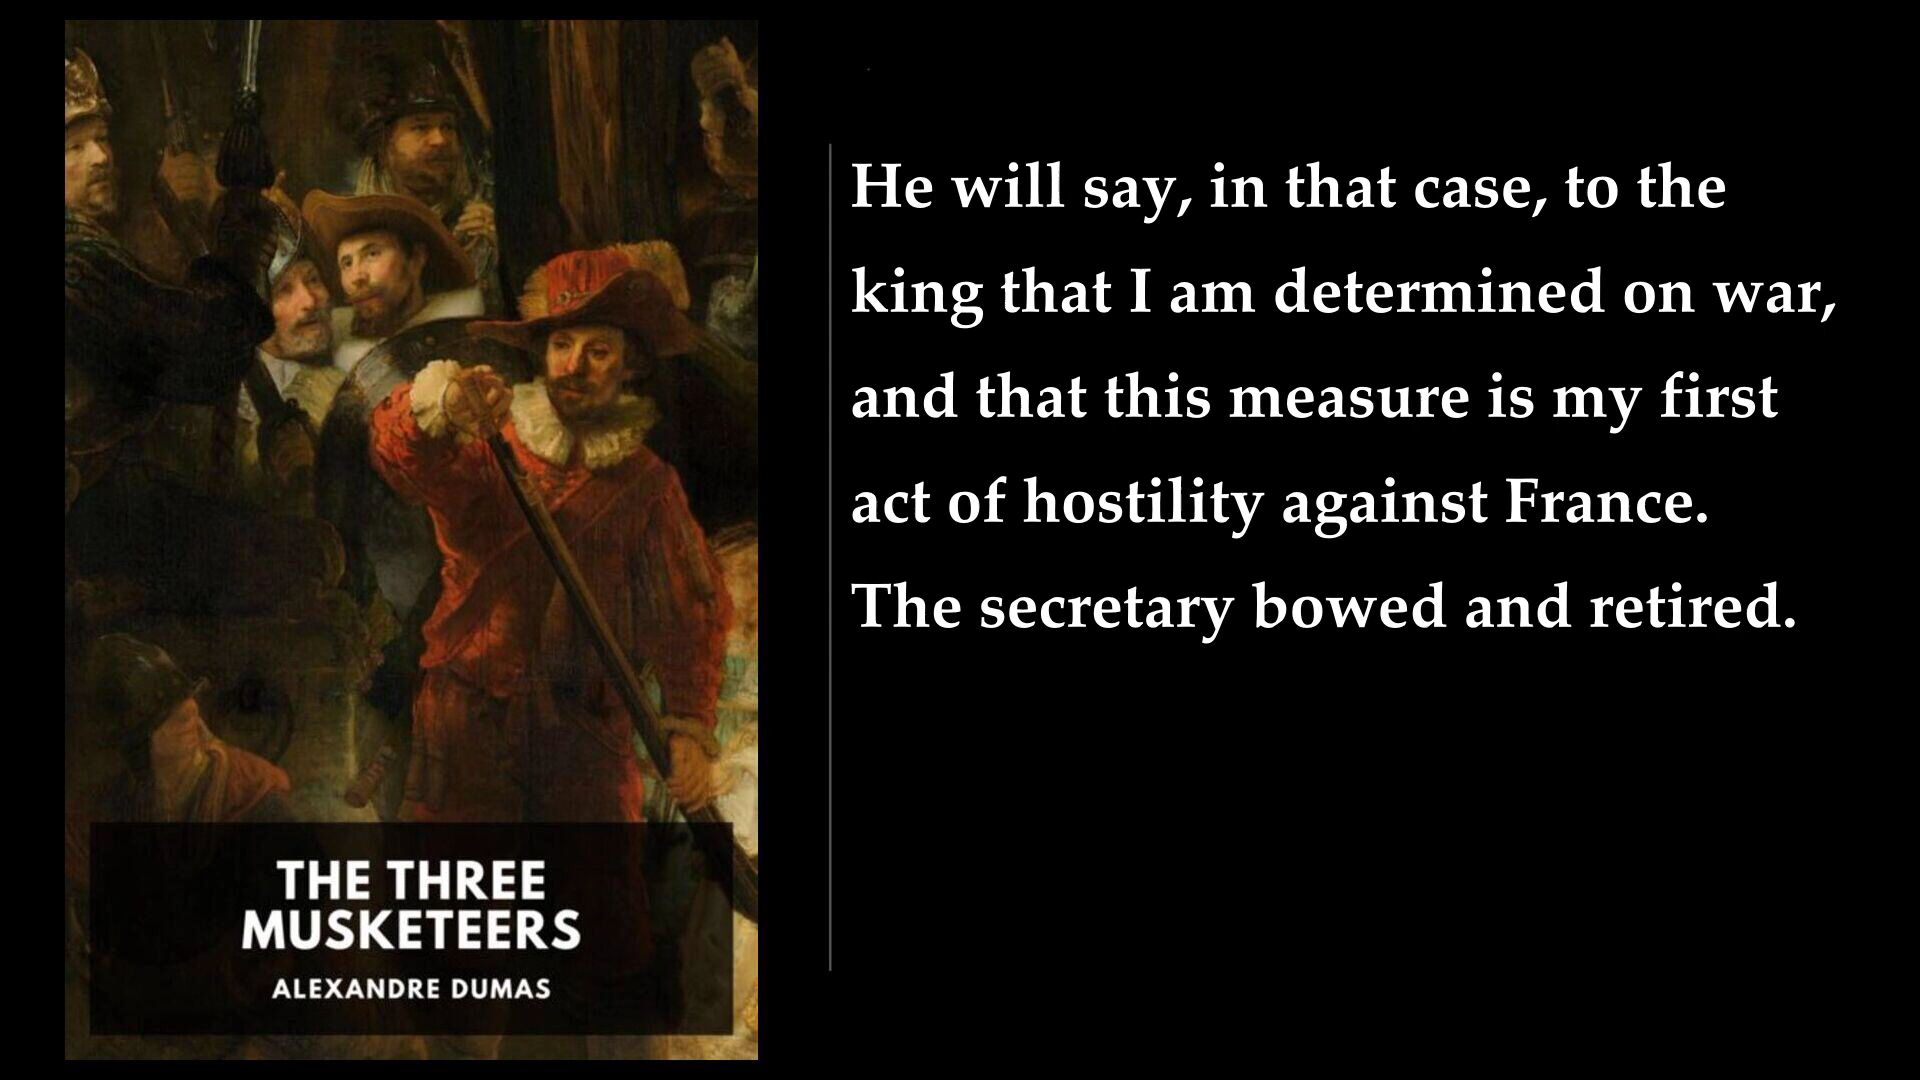 He will say, in that case, to the
king that I am determined on war,
and that this measure is my first
act of hostility against France.
The secretary bowed and retired.
THE THREE
MUSKETEERS
ALEXANDRE DUMAS